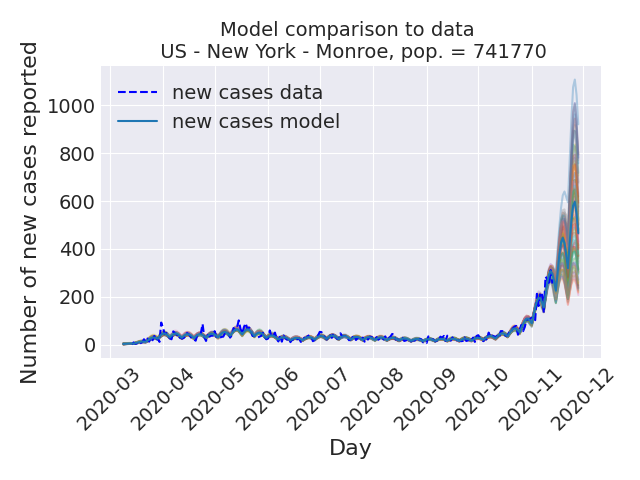 Model comparison to data
US - New York - Monroe, pop. = 741770
Number of new cases reported
1000
800
600
400
200
0
new cases data
new cases model
2020-03
2020-04
2020-05
2020-06
2020-07
2020-08
2020-09
2020-10
2020-11
2020-12
Day